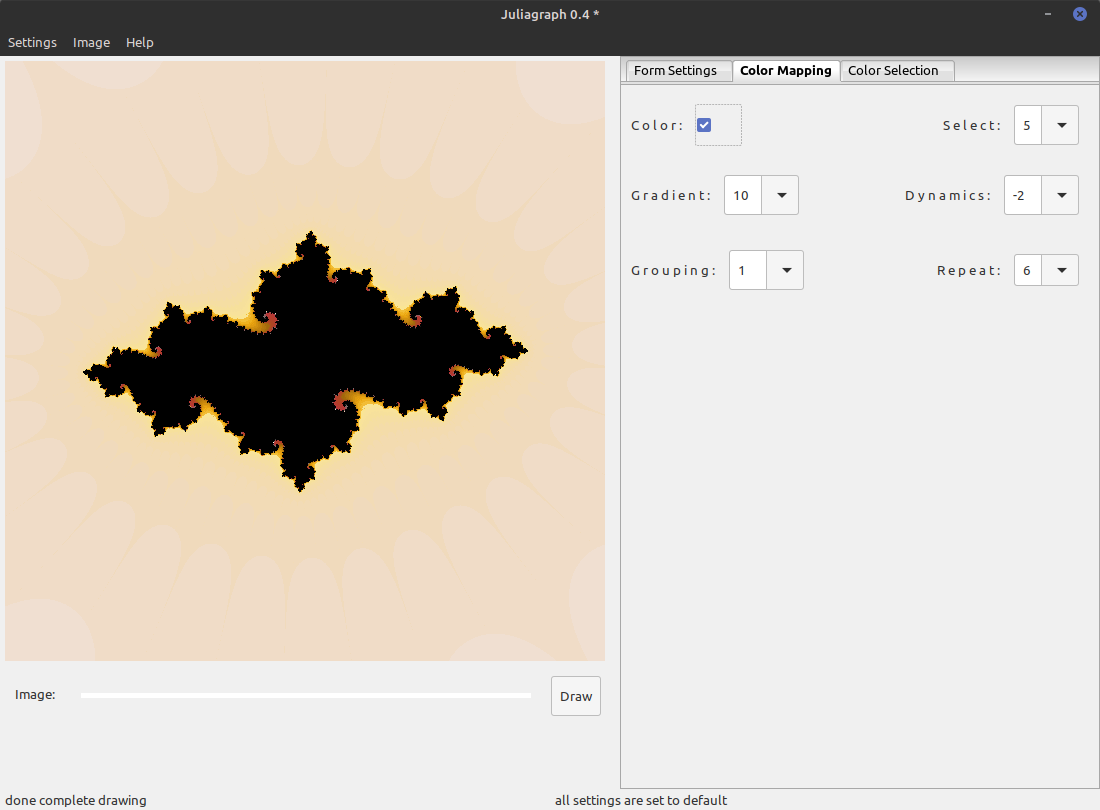 Juliagraph 0.4 *
Settings Image Help
Form Settings Color Mapping Color Selection
Color: Select: 5
Gradient: 10 Dynamics: -2
Grouping: 1 Repeat: 6
Image: Draw
done complete drawing all settings are set to default